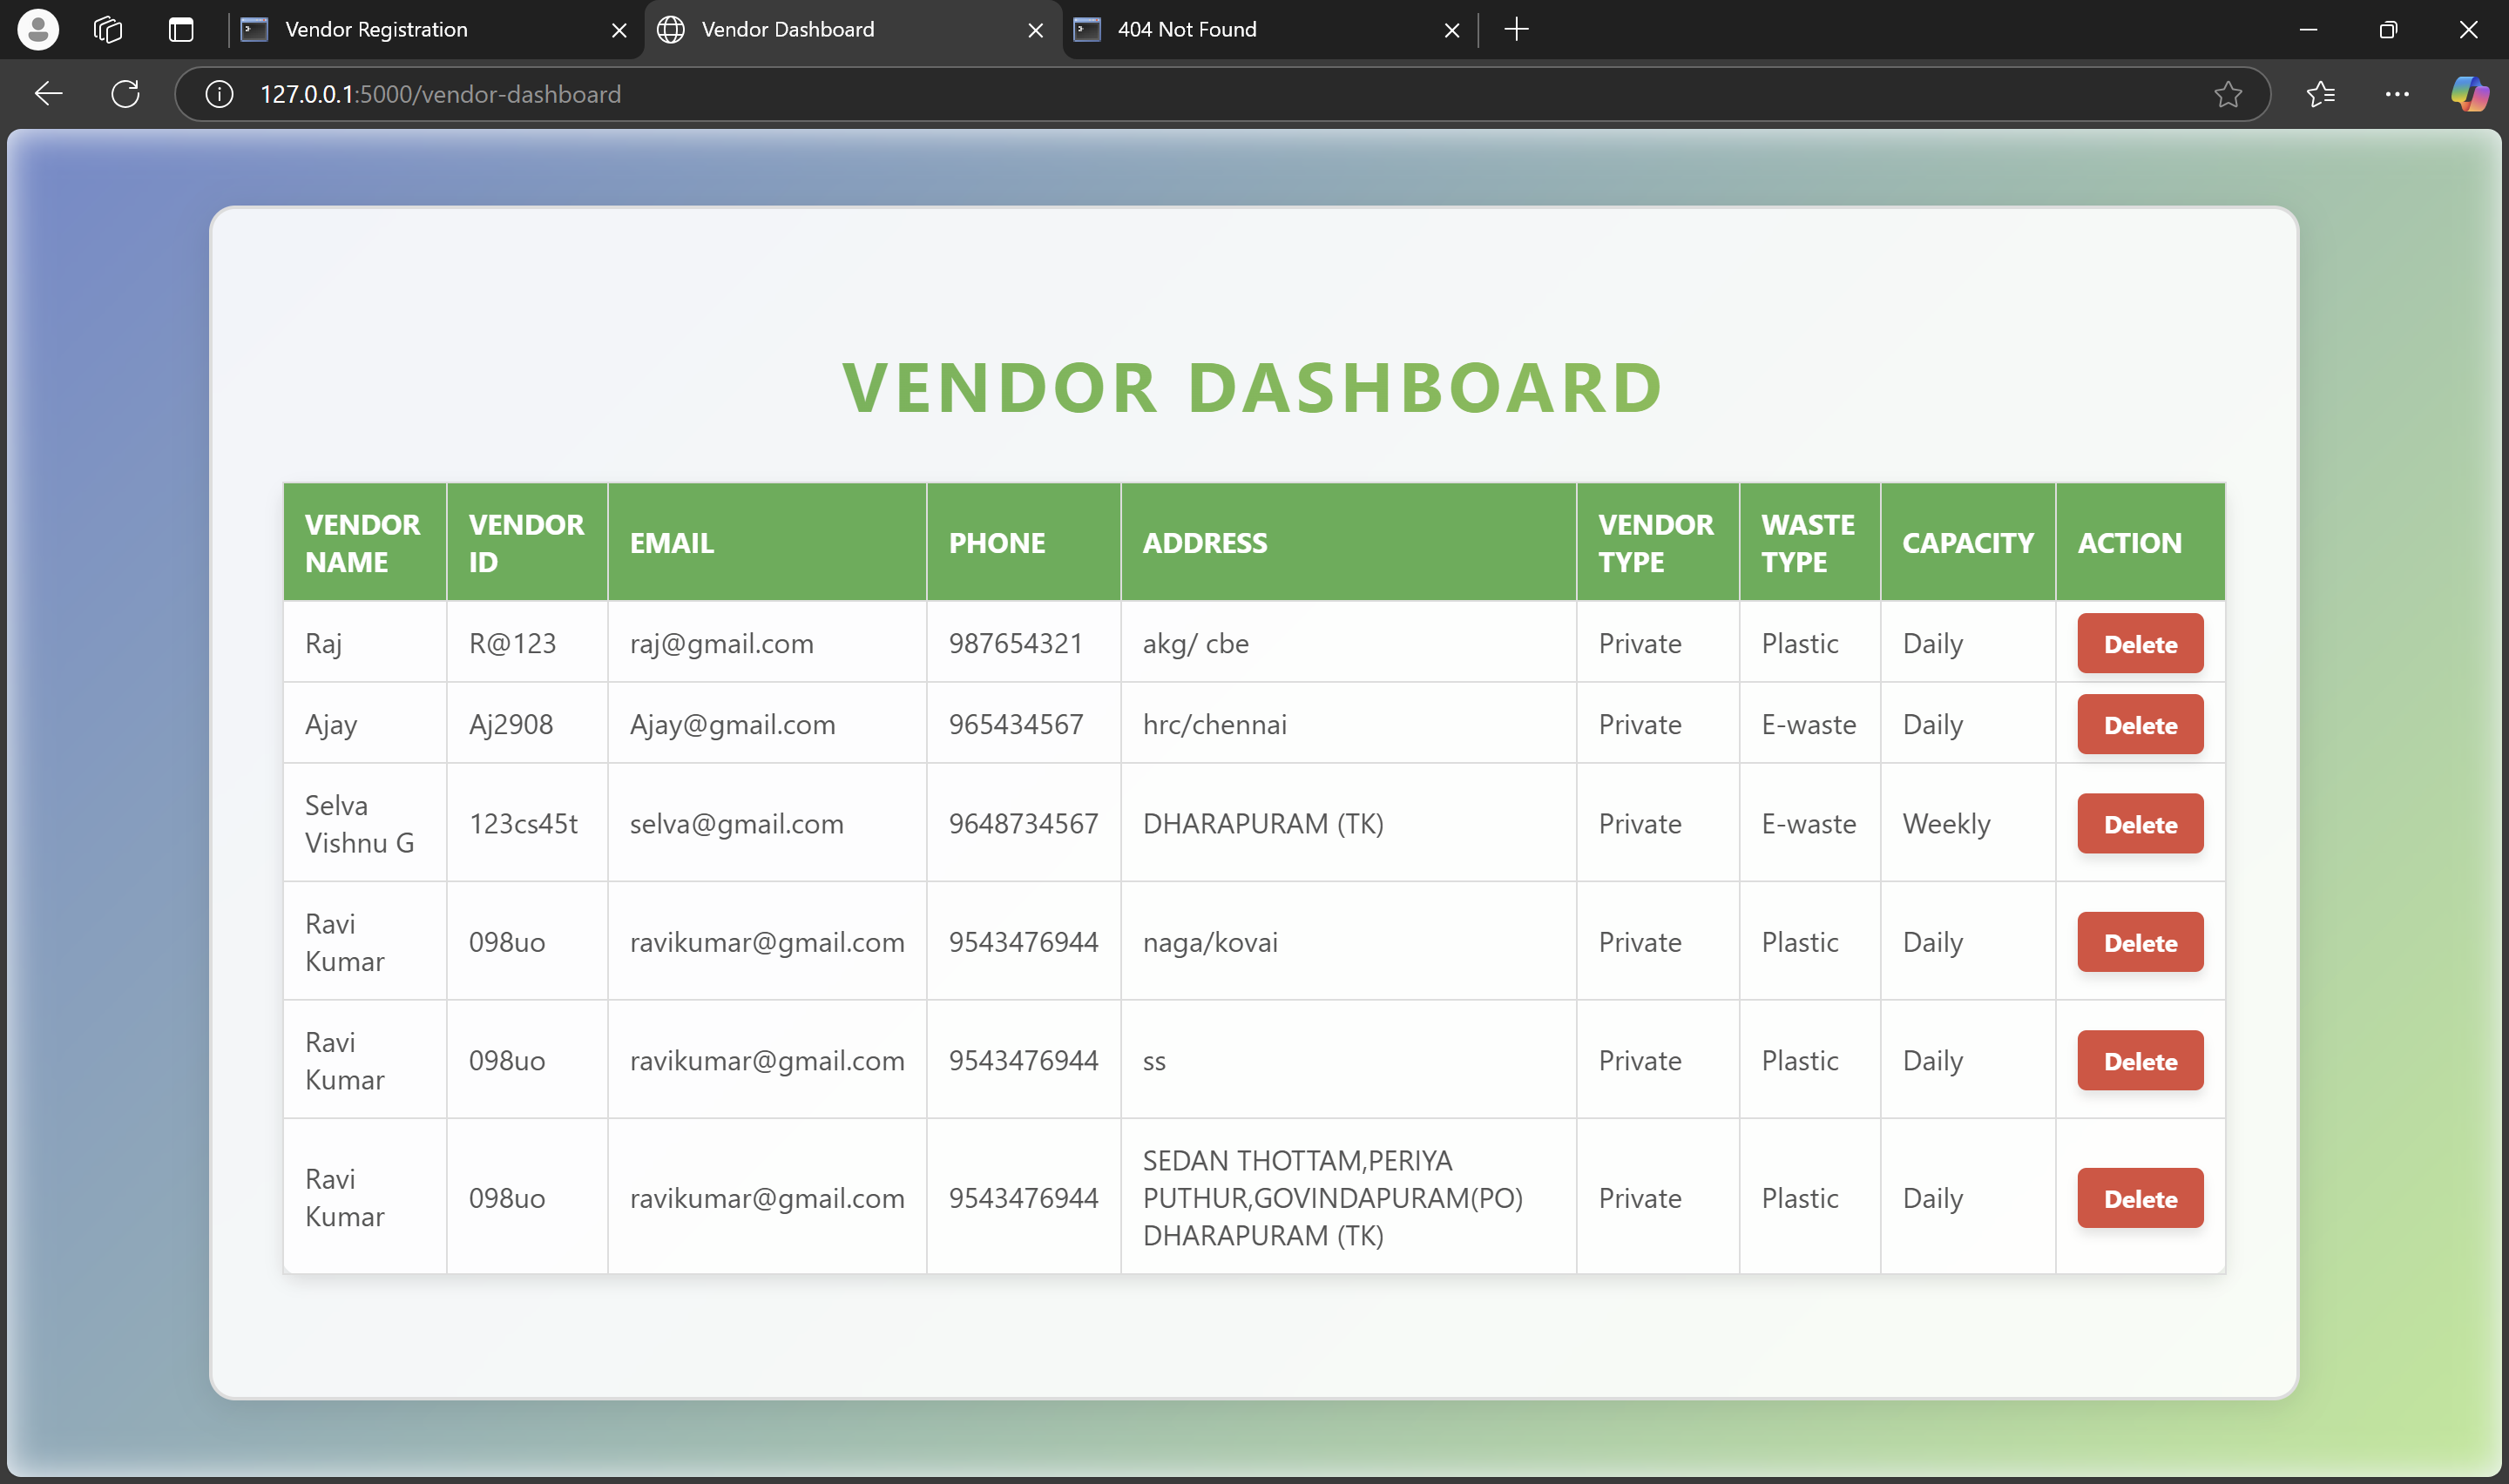 Vendor Registration
Vendor Dashboard
404 Not Found
127.0.0.1:5000/vendor-dashboard
VENDOR DASHBOARD
VENDOR NAME VENDOR ID EMAIL PHONE ADDRESS VENDOR TYPE WASTE TYPE CAPACITY ACTION
Raj R@123 raj@gmail.com 987654321 akg/ cbe Private Plastic Daily Delete
Ajay Aj2908 Ajay@gmail.com 965434567 hrc/chennai Private E-waste Daily Delete
Selva Vishnu G 123cs45t selva@gmail.com 9648734567 DHARAPURAM (TK) Private E-waste Weekly Delete
Ravi Kumar 098uo ravikumar@gmail.com 9543476944 naga/kovai Private Plastic Daily Delete
Ravi Kumar 098uo ravikumar@gmail.com 9543476944 ss Private Plastic Daily Delete
Ravi Kumar 098uo ravikumar@gmail.com 9543476944 SEDAN THOTTAM,PERIYA PUTHUR,GOVINDAPURAM(PO) DHARAPURAM (TK) Private Plastic Daily Delete